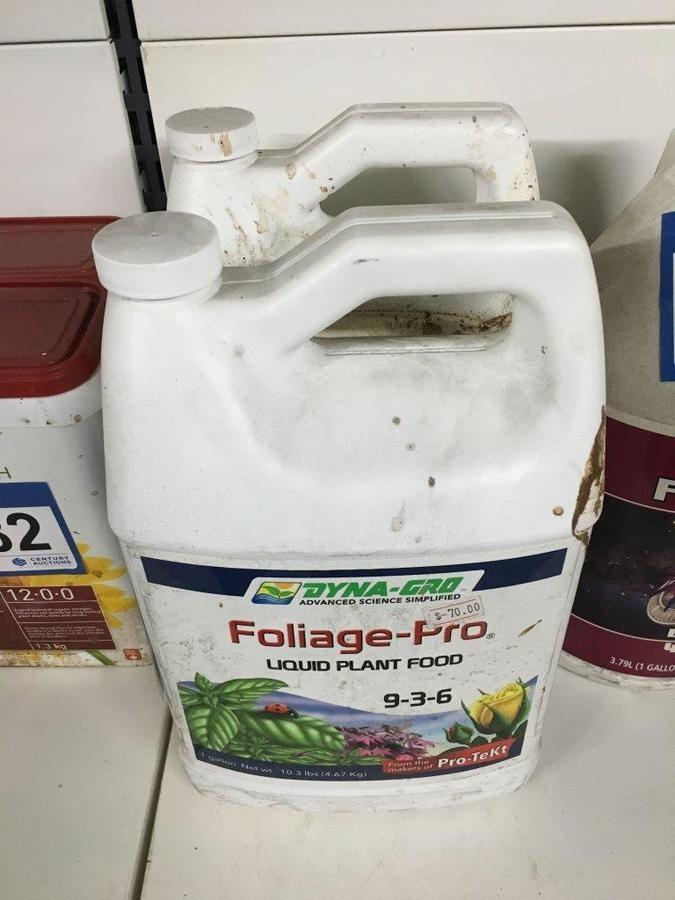 H
32
CENTURY
AUCTIONS
12-0-0
1.3 kg
DYNA-GRO
ADVANCED SCIENCE SIMPLIFIED
$-70.00
Foliage-Pro®
LIQUID PLANT FOOD
9-3-6
1 gallon Net wt. 10.3 lbs (4.67 Kg)
From the
makers of Pro-TeKt
F
3.79L (1 GALLO